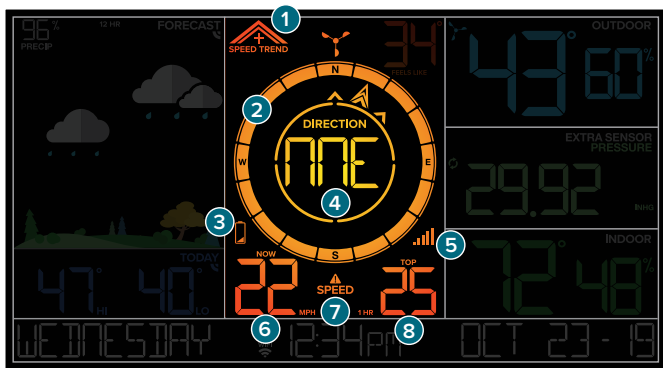 96% PRECIP
12 HR
FORECAST
1
+
SPEED TREND
34°
FEELS LIKE
OUTDOOR
43° 60%
2
N
DIRECTION
NNE
W
E
4
S
EXTRA SENSOR
PRESSURE
29.92 INHG
3
5
TODAY
47° HI 40° LO
NOW
22 MPH
6
SPEED
7
1 HR
TOP
25
8
INDOOR
72° 48%
WEDNESDAY
12:34PM
OCT 23-19